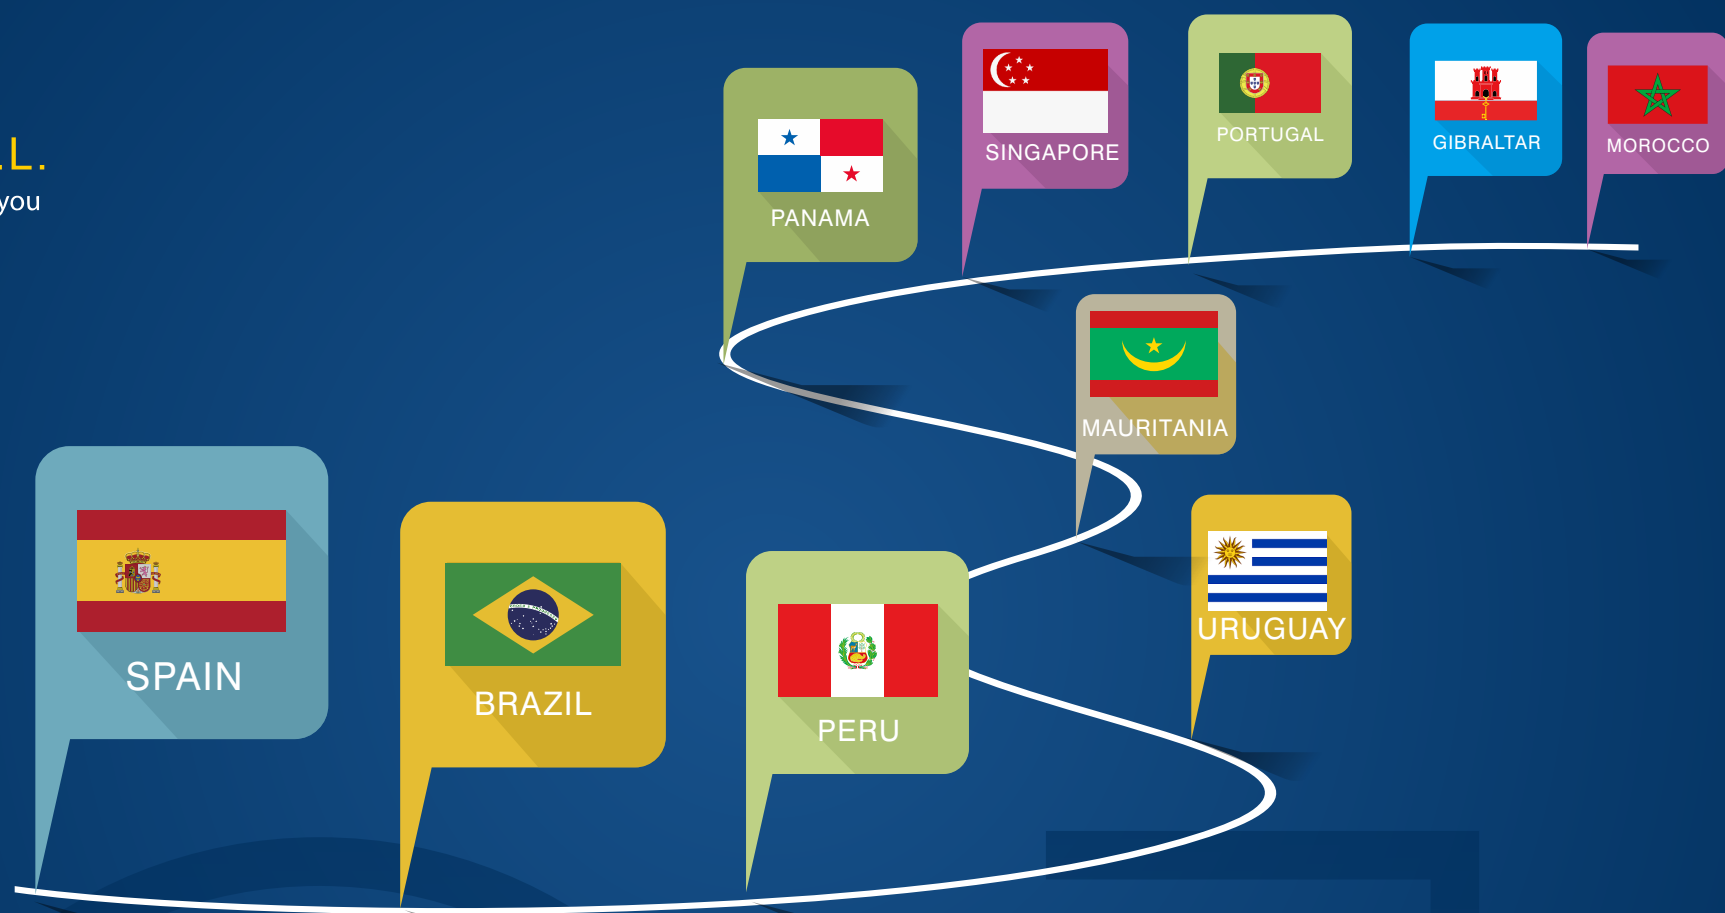 .L.
you
PANAMA
SINGAPORE
PORTUGAL
GIBRALTAR
MOROCCO
MAURITANIA
SPAIN
BRAZIL
PERU
URUGUAY